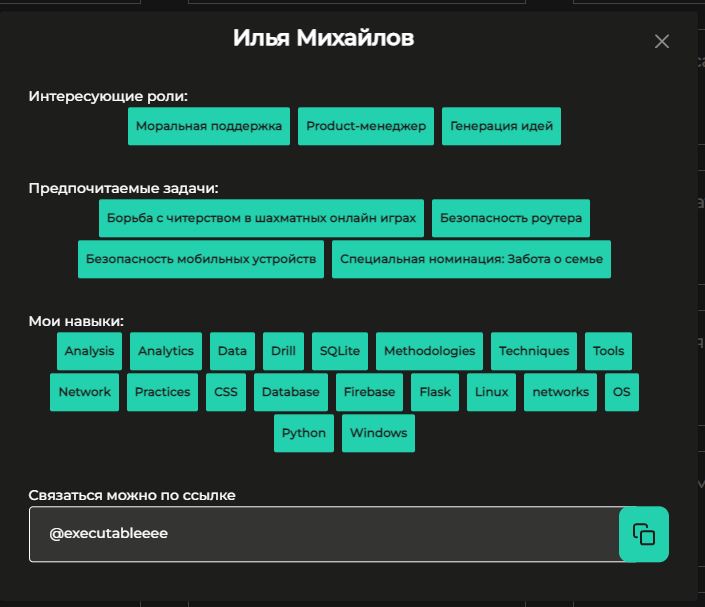 Илья Михайлов
Интересующие роли:
Моральная поддержка Product-менеджер Генерация идей
Предпочитаемые задачи:
Борьба с читерством в шахматных онлайн играх Безопасность роутера
Безопасность мобильных устройств Специальная номинация: Забота о семье
Мои навыки:
Analysis Analytics Data Drill SQLite Methodologies Techniques Tools
Network Practices CSS Database Firebase Flask Linux networks OS
Python Windows
Связаться можно по ссылке
@executableeee